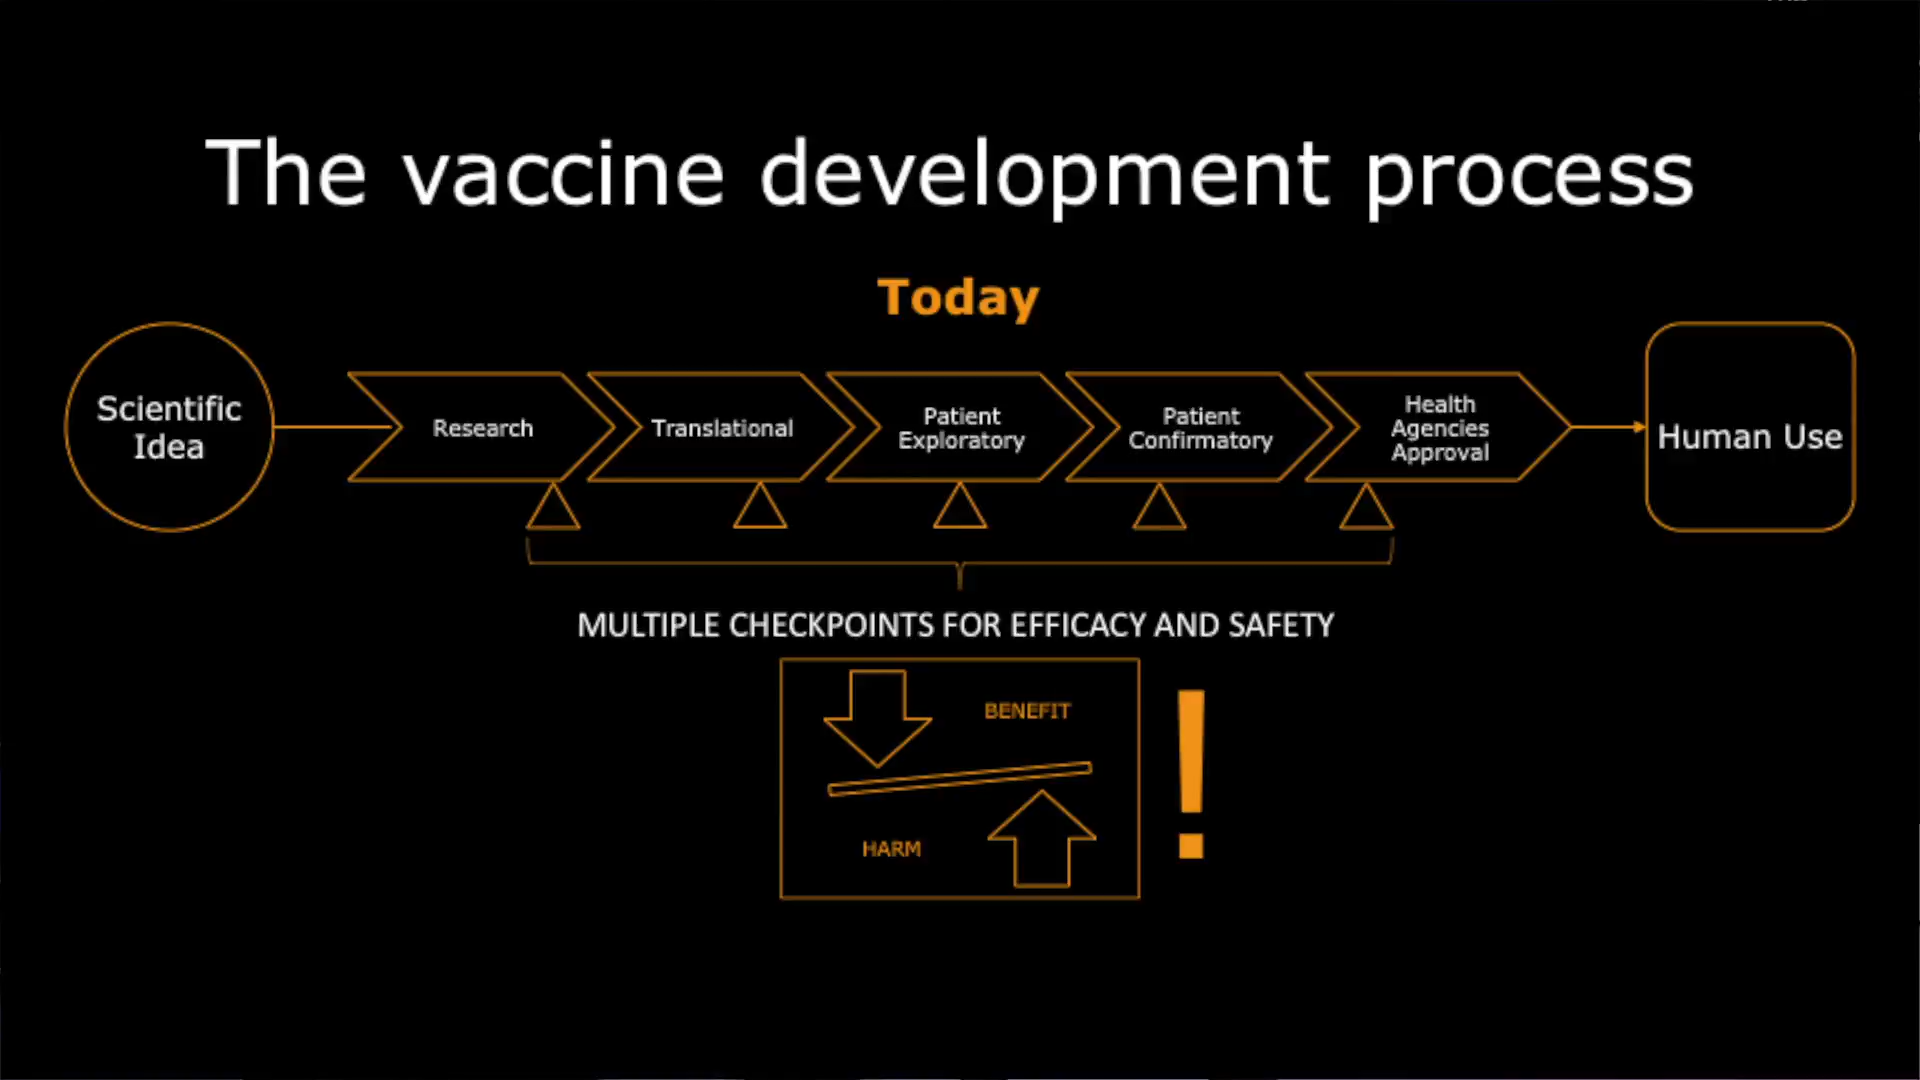 The vaccine development process
Today
Scientific
Idea
Research
Translational
Patient
Exploratory
Patient
Confirmatory
Health
Agencies
Approval
Human Use
MULTIPLE CHECKPOINTS FOR EFFICACY AND SAFETY
BENEFIT
HARM
!